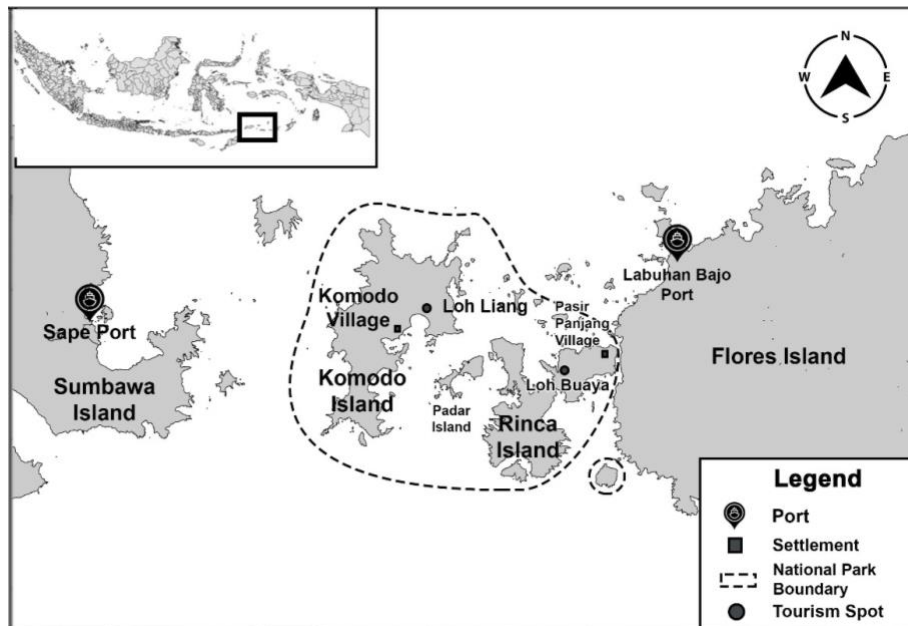 N
W
E
S
Labuhan Bajo
Port
Komodo
Village
Loh Liang
Pasir
Panjang
Village
Sape Port
Flores Island
Sumbawa
Island
Komodo
Island
Loh Buaya
Padar
Island
Rinca
Island
Legend
Port
Settlement
National Park
Boundary
Tourism Spot